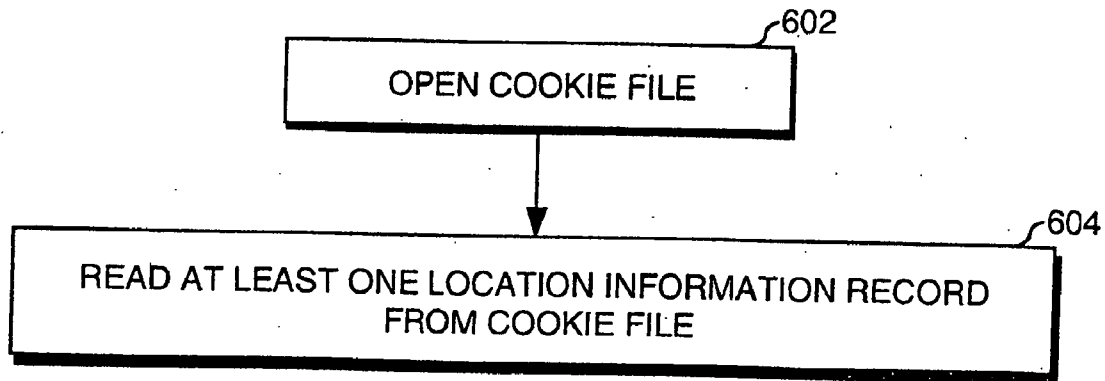 602
OPEN COOKIE FILE
604
READ AT LEAST ONE LOCATION INFORMATION RECORD
FROM COOKIE FILE